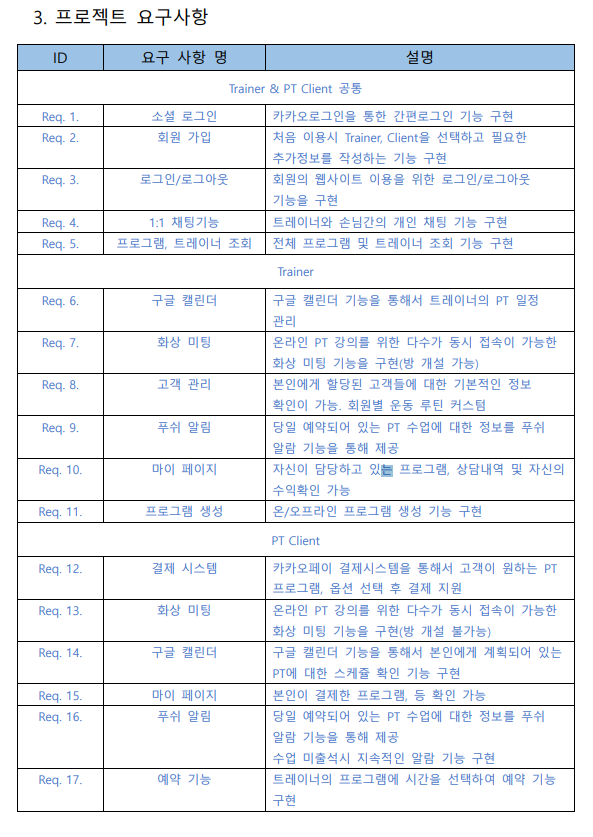 3. 프로젝트 요구사항
ID 요구 사항 명 설명
Trainer & PT Client 공통
Req. 1. 소셜 로그인 카카오로그인을 통한 간편로그인 기능 구현
Req. 2. 회원 가입 처음 이용시 Trainer, Client을 선택하고 필요한
추가정보를 작성하는 기능 구현
Req. 3. 로그인/로그아웃 회원의 웹사이트 이용을 위한 로그인/로그아웃
기능을 구현
Req. 4. 1:1 채팅기능 트레이너와 손님간의 개인 채팅 기능 구현
Req. 5. 프로그램, 트레이너 조회 전체 프로그램 및 트레이너 조회 기능 구현
Trainer
Req. 6. 구글 캘린더 구글 캘린더 기능을 통해서 트레이너의 PT 일정
관리
Req. 7. 화상 미팅 온라인 PT 강의를 위한 다수가 동시 접속이 가능한
화상 미팅 기능을 구현(방 개설 가능)
Req. 8. 고객 관리 본인에게 할당된 고객들에 대한 기본적인 정보
확인이 가능. 회원별 운동 루틴 커스텀
Req. 9. 푸쉬 알림 당일 예약되어 있는 PT 수업에 대한 정보를 푸쉬
알람 기능을 통해 제공
Req. 10. 마이 페이지 자신이 담당하고 있는 프로그램, 상담내역 및 자신의
수익확인 가능
Req. 11. 프로그램 생성 온/오프라인 프로그램 생성 기능 구현
PT Client
Req. 12. 결제 시스템 카카오페이 결제시스템을 통해서 고객이 원하는 PT
프로그램, 옵션 선택 후 결제 지원
Req. 13. 화상 미팅 온라인 PT 강의를 위한 다수가 동시 접속이 가능한
화상 미팅 기능을 구현(방 개설 불가능)
Req. 14. 구글 캘린더 구글 캘린더 기능을 통해서 본인에게 계획되어 있는
PT에 대한 스케쥴 확인 기능 구현
Req. 15. 마이 페이지 본인이 결제한 프로그램, 등 확인 가능
Req. 16. 푸쉬 알림 당일 예약되어 있는 PT 수업에 대한 정보를 푸쉬
알람 기능을 통해 제공
수업 미출석시 지속적인 알람 기능 구현
Req. 17. 예약 기능 트레이너의 프로그램에 시간을 선택하여 예약 기능
구현